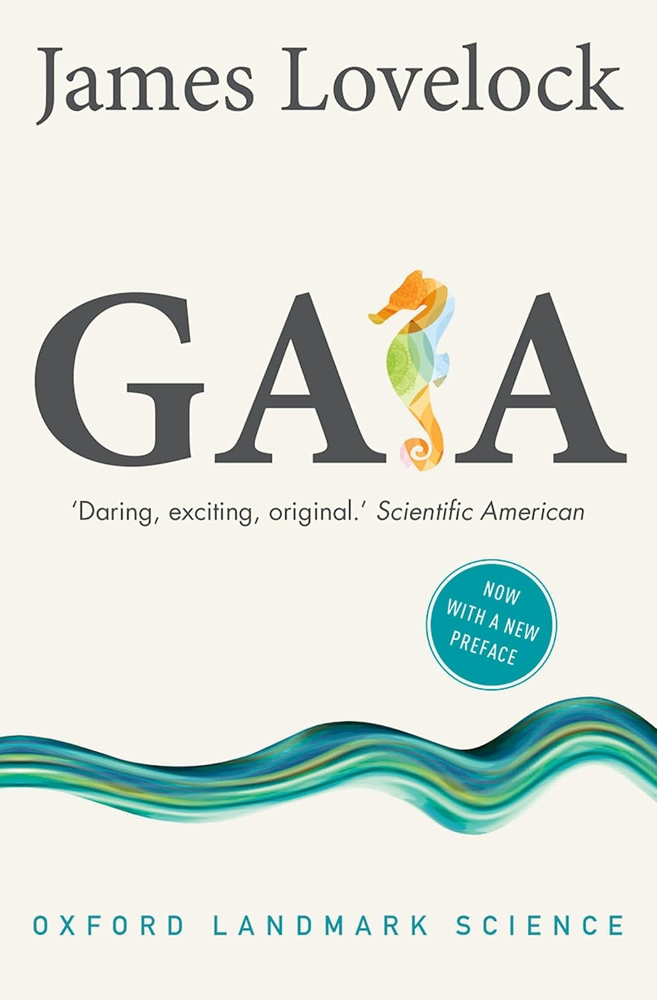 James Lovelock
GAIA
‘Daring, exciting, original.’ Scientific American
NOW
WITH A NEW
PREFACE
OXFORD LANDMARK SCIENCE